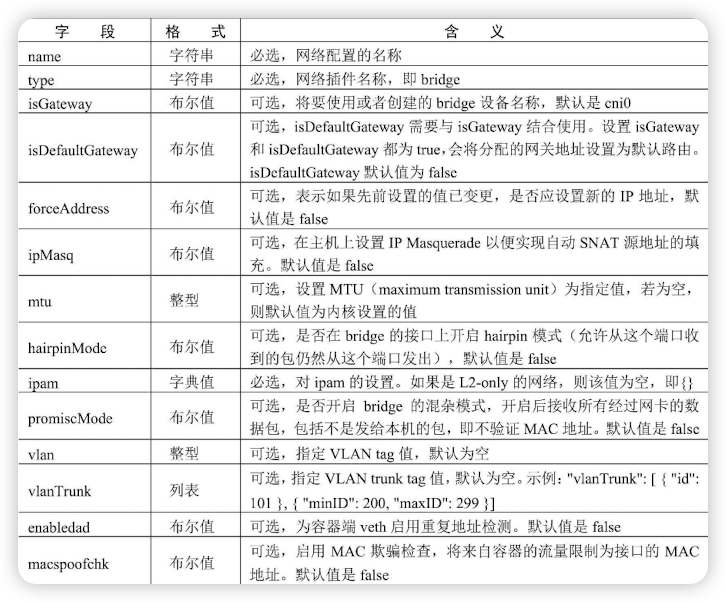 字 段 格 式 含 义
name 字符串 必选，网络配置的名称
type 字符串 必选，网络插件名称，即 bridge
isGateway 布尔值 可选，将要使用或者创建的 bridge 设备名称，默认是 cni0
isDefaultGateway 布尔值 可选，isDefaultGateway 需要与 isGateway 结合使用。设置 isGateway
和 isDefaultGateway 都为 true，会将分配的网关地址设置为默认路由。
isDefaultGateway 默认值为 false
forceAddress 布尔值 可选，表示如果先前设置的值已变更，是否应设置新的 IP 地址，默
认值是 false
ipMasq 布尔值 可选，在主机上设置 IP Masquerade 以便实现自动 SNAT 源地址的填
充。默认值是 false
mtu 整型 可选，设置 MTU（maximum transmission unit）为指定值，若为空，
则默认值为内核设置的值
hairpinMode 布尔值 可选，是否在 bridge 的接口上开启 hairpin 模式（允许从这个端口收
到的包仍然从这个端口发出），默认值是 false
ipam 字典值 必选，对 ipam 的设置。如果是 L2-only 的网络，则该值为空，即{}
promiscMode 布尔值 可选，是否开启 bridge 的混杂模式，开启后接收所有经过网卡的数
据包，包括不是发给本机的包，即不验证 MAC 地址。默认值是 false
vlan 整型 可选，指定 VLAN tag 值，默认为空
vlanTrunk 列表 可选，指定 VLAN trunk tag 值，默认为空。示例："vlanTrunk": [ { "id":
101 }, { "minID": 200, "maxID": 299 }]
enabledad 布尔值 可选，为容器端 veth 启用重复地址检测。默认值是 false
macspoofchk 布尔值 可选，启用 MAC 欺骗检查，将来自容器的流量限制为接口的 MAC
地址。默认值是 false